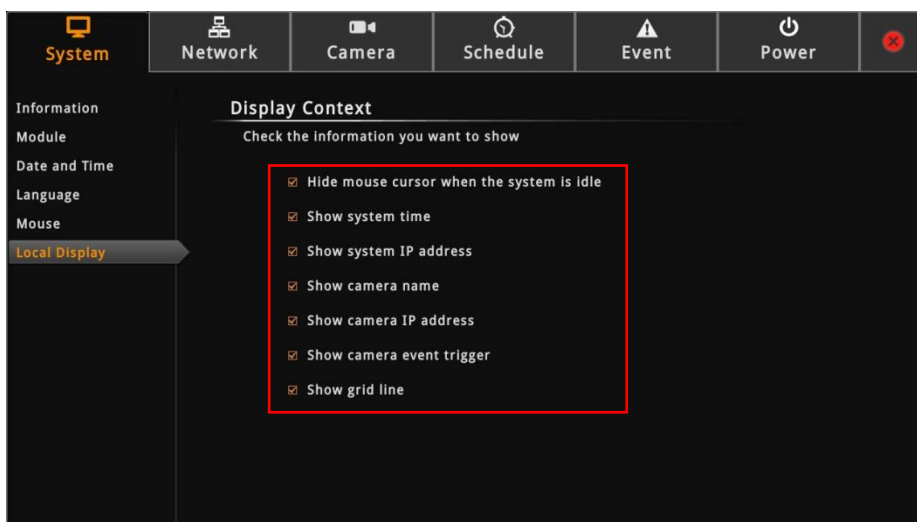 System
Network
Camera
Schedule
Event
Power
Information
Module
Date and Time
Language
Mouse
Local Display
Display Context
Check the information you want to show
Hide mouse cursor when the system is idle
Show system time
Show system IP address
Show camera name
Show camera IP address
Show camera event trigger
Show grid line